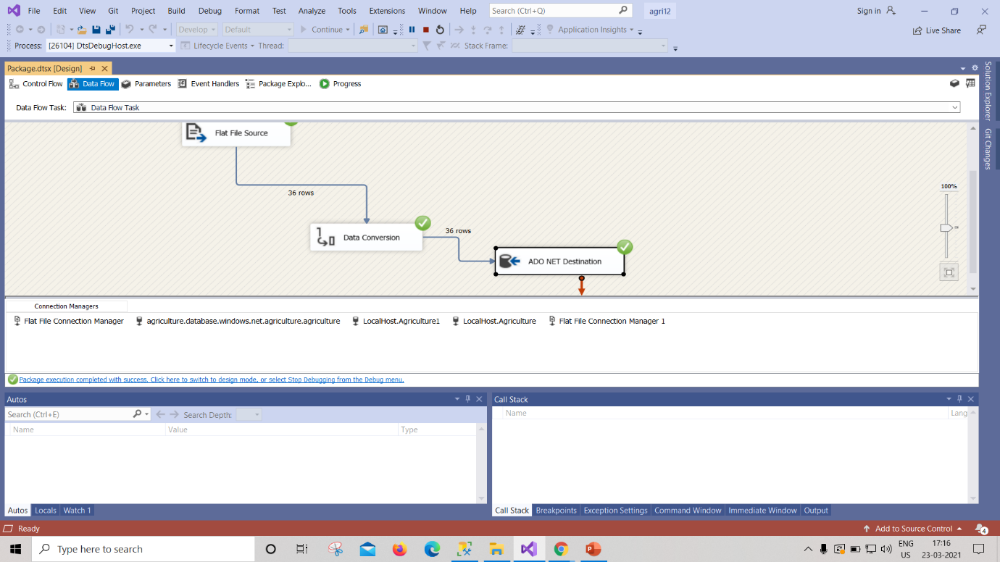 File Edit View Git Project Build Debug Format Test Analyze Tools Extensions Window Help Search (Ctrl+Q) agri12 Sign in
Develop Default Continue Application Insights Live Share
Process: [26104] DtsDebugHost.exe Lifecycle Events Thread: Stack Frame:
Package.dtsx [Design]
Control Flow Data Flow Parameters Event Handlers Package Explo... Progress
Data Flow Task: Data Flow Task
Solution Explorer
Git Changes
Flat File Source
36 rows
100%
Data Conversion
36 rows
ADO NET Destination
Connection Managers
Flat File Connection Manager agriculture.database.windows.net.agriculture.agriculture LocalHost.Agriculture1 LocalHost.Agriculture Flat File Connection Manager 1
Package execution completed with success. Click here to switch to design mode, or select Stop Debugging from the Debug menu.
Autos
Search (Ctrl+E) Search Depth:
Name Value Type
Autos Locals Watch 1
Call Stack
Name Lang
Call Stack Breakpoints Exception Settings Command Window Immediate Window Output
Ready Add to Source Control 4
Type here to search
ENG 17:16
US 23-03-2021